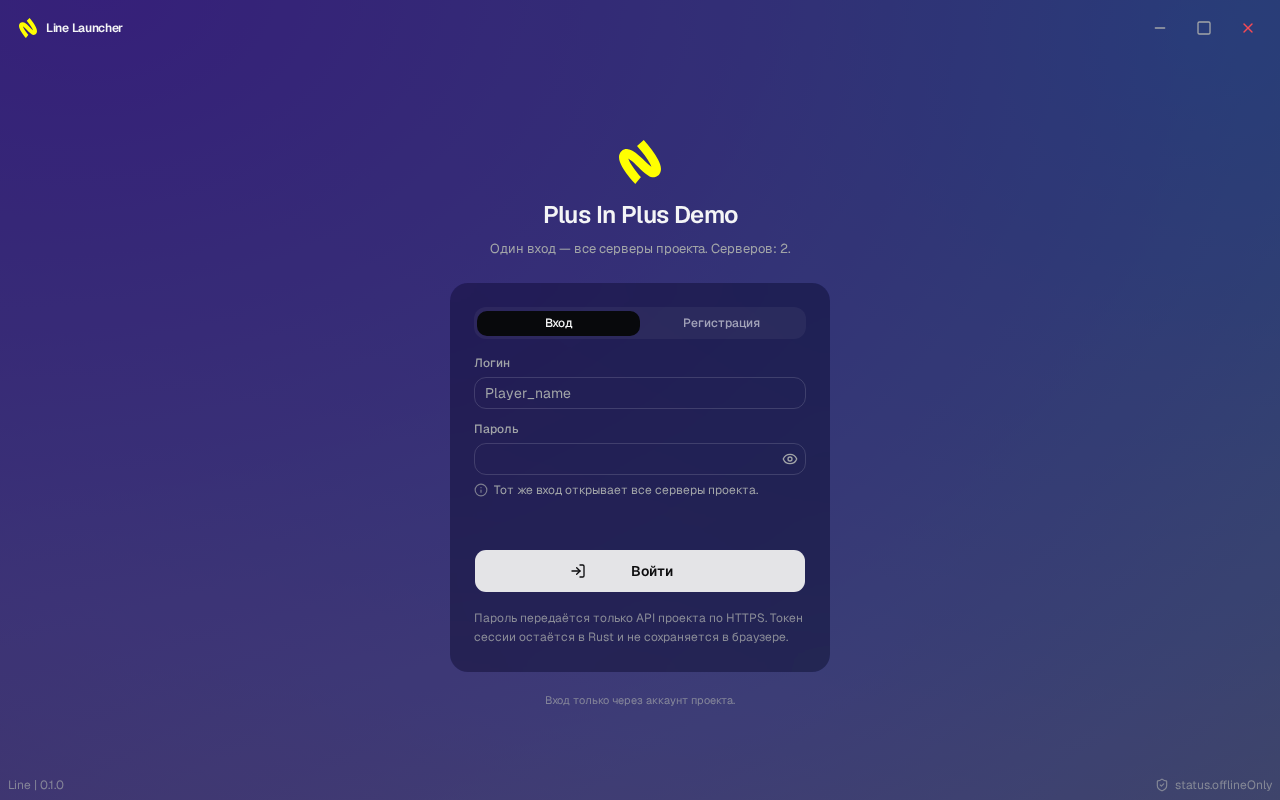 Line Launcher
Plus In Plus Demo
Один вход — все серверы проекта. Серверов: 2.
Вход
Регистрация
Логин
Player_name
Пароль
Тот же вход открывает все серверы проекта.
Войти
Пароль передаётся только API проекта по HTTPS. Токен
сессии остаётся в Rust и не сохраняется в браузере.
Вход только через аккаунт проекта.
Line | 0.1.0
status.offlineOnly